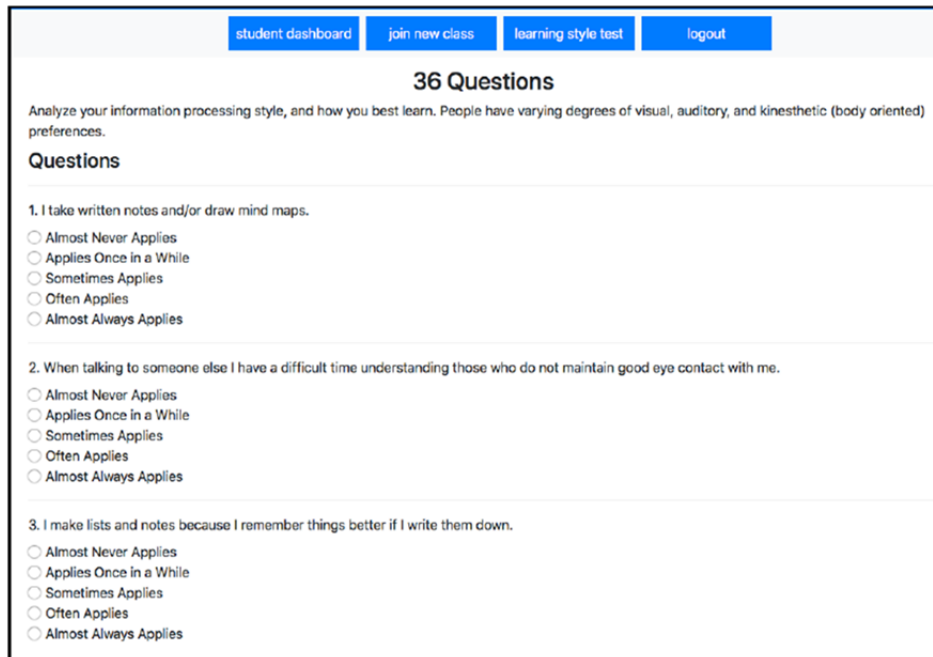 student dashboard
join new class
learning style test
logout
36 Questions
Analyze your information processing style, and how you best learn. People have varying degrees of visual, auditory, and kinesthetic (body oriented)
preferences.
Questions
1. I take written notes and/or draw mind maps.
Almost Never Applies
Applies Once in a While
Sometimes Applies
Often Applies
Almost Always Applies
2. When talking to someone else I have a difficult time understanding those who do not maintain good eye contact with me.
Almost Never Applies
Applies Once in a While
Sometimes Applies
Often Applies
Almost Always Applies
3. I make lists and notes because I remember things better if I write them down.
Almost Never Applies
Applies Once in a While
Sometimes Applies
Often Applies
Almost Always Applies